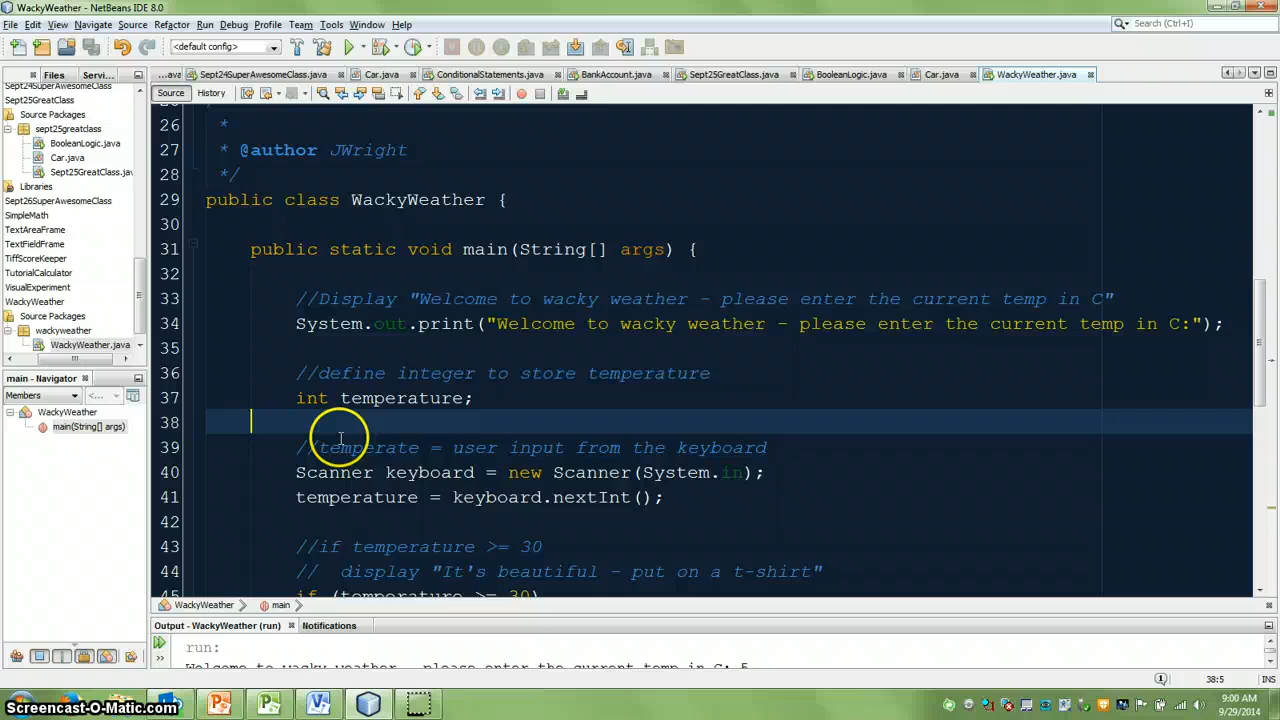 WackyWeather - NetBeans IDE 8.0
File Edit View Navigate Source Refactor Run Debug Profile Team Tools Window Help
Search (Ctrl+I)
<default config>
Files Servi...
...ava Sept24SuperAwesomeClass.java Car.java ConditionalStatements.java BankAccount.java Sept25GreatClass.java BooleanLogic.java Car.java WackyWeather.java
Source History
Sept24SuperAwesomeClass
Sept25GreatClass
Source Packages
sept25greatclass
BooleanLogic.java
Car.java
Sept25GreatClass.jav
Libraries
Sept26SuperAwesomeClass
SimpleMath
TextAreaFrame
TextFieldFrame
TiffScoreKeeper
TutorialCalculator
VisualExperiment
WackyWeather
Source Packages
wackyweather
WackyWeather.java
main - Navigator
Members <...
WackyWeather
main(String[] args)
26 *
27 * @author JWright
28 */
29 public class WackyWeather {
30
31 public static void main(String[] args) {
32
33 //Display "Welcome to wacky weather - please enter the current temp in C"
34 System.out.print("Welcome to wacky weather - please enter the current temp in C:");
35
36 //define integer to store temperature
37 int temperature;
38
39 //temperate = user input from the keyboard
40 Scanner keyboard = new Scanner(System.in);
41 temperature = keyboard.nextInt();
42
43 //if temperature >= 30
44 // display "It's beautiful - put on a t-shirt"
45 if (temperature >= 30)
WackyWeather main
Output - WackyWeather (run) Notifications
run:
Welcome to wacky weather - please enter the current temp in C: 5
38:5 INS
Screencast-O-Matic.com
9:00 AM
9/29/2014